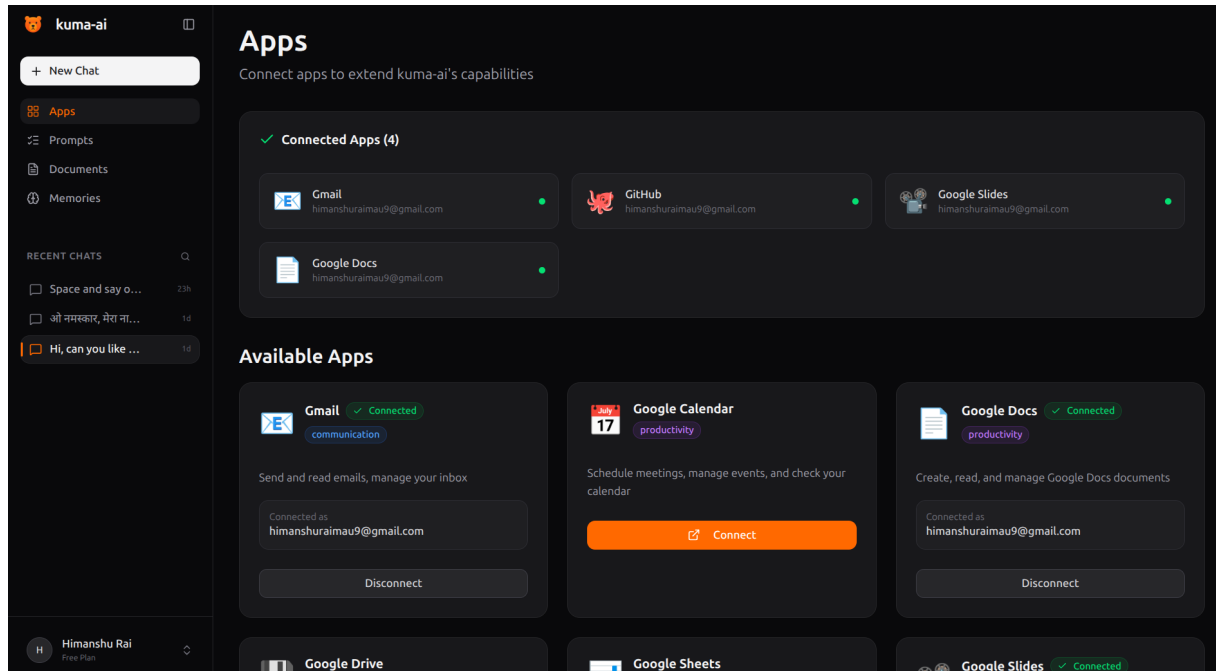 kuma-ai
New Chat
Apps
Prompts
Documents
Memories
RECENT CHATS
Space and say o...
23h
ओ नमस्कार, मेरा ना...
1d
Hi, can you like ...
1d
H
Himanshu Rai
Free Plan
Apps
Connect apps to extend kuma-ai's capabilities
Connected Apps (4)
Gmail
himanshuraimau9@gmail.com
GitHub
himanshuraimau9@gmail.com
Google Slides
himanshuraimau9@gmail.com
Google Docs
himanshuraimau9@gmail.com
Available Apps
Gmail
Connected
communication
Send and read emails, manage your inbox
Connected as
himanshuraimau9@gmail.com
Disconnect
July
17
Google Calendar
productivity
Schedule meetings, manage events, and check your
calendar
Connect
Google Docs
Connected
productivity
Create, read, and manage Google Docs documents
Connected as
himanshuraimau9@gmail.com
Disconnect
Google Drive
Google Sheets
Google Slides
Connected